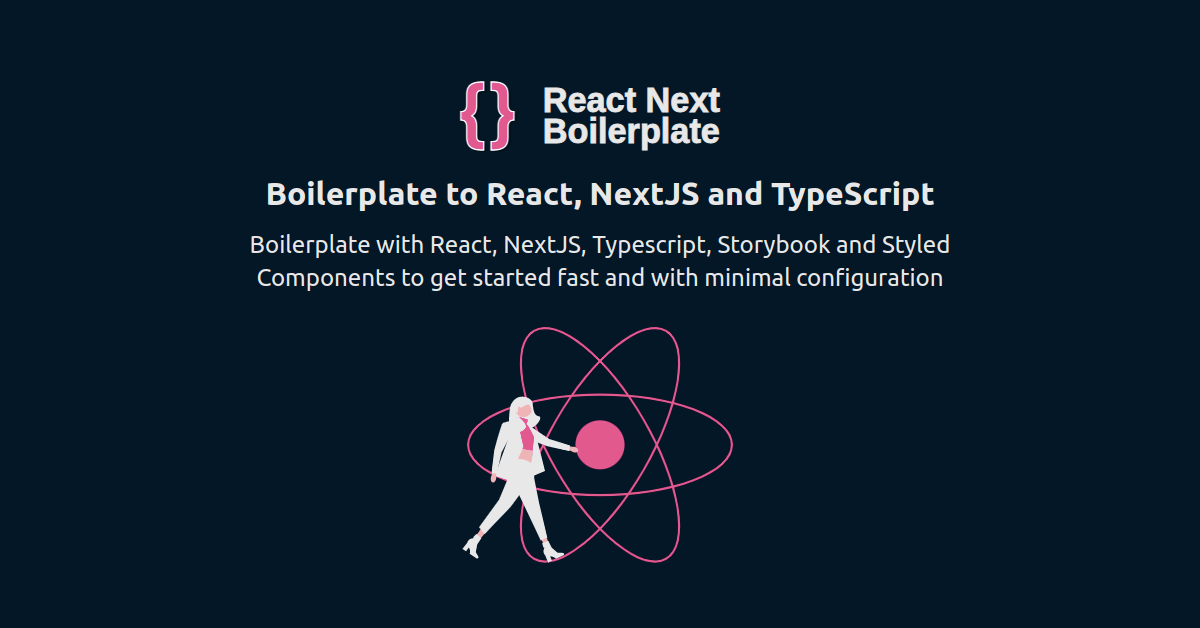 {} React Next
Boilerplate
Boilerplate to React, NextJS and TypeScript
Boilerplate with React, NextJS, Typescript, Storybook and Styled
Components to get started fast and with minimal configuration